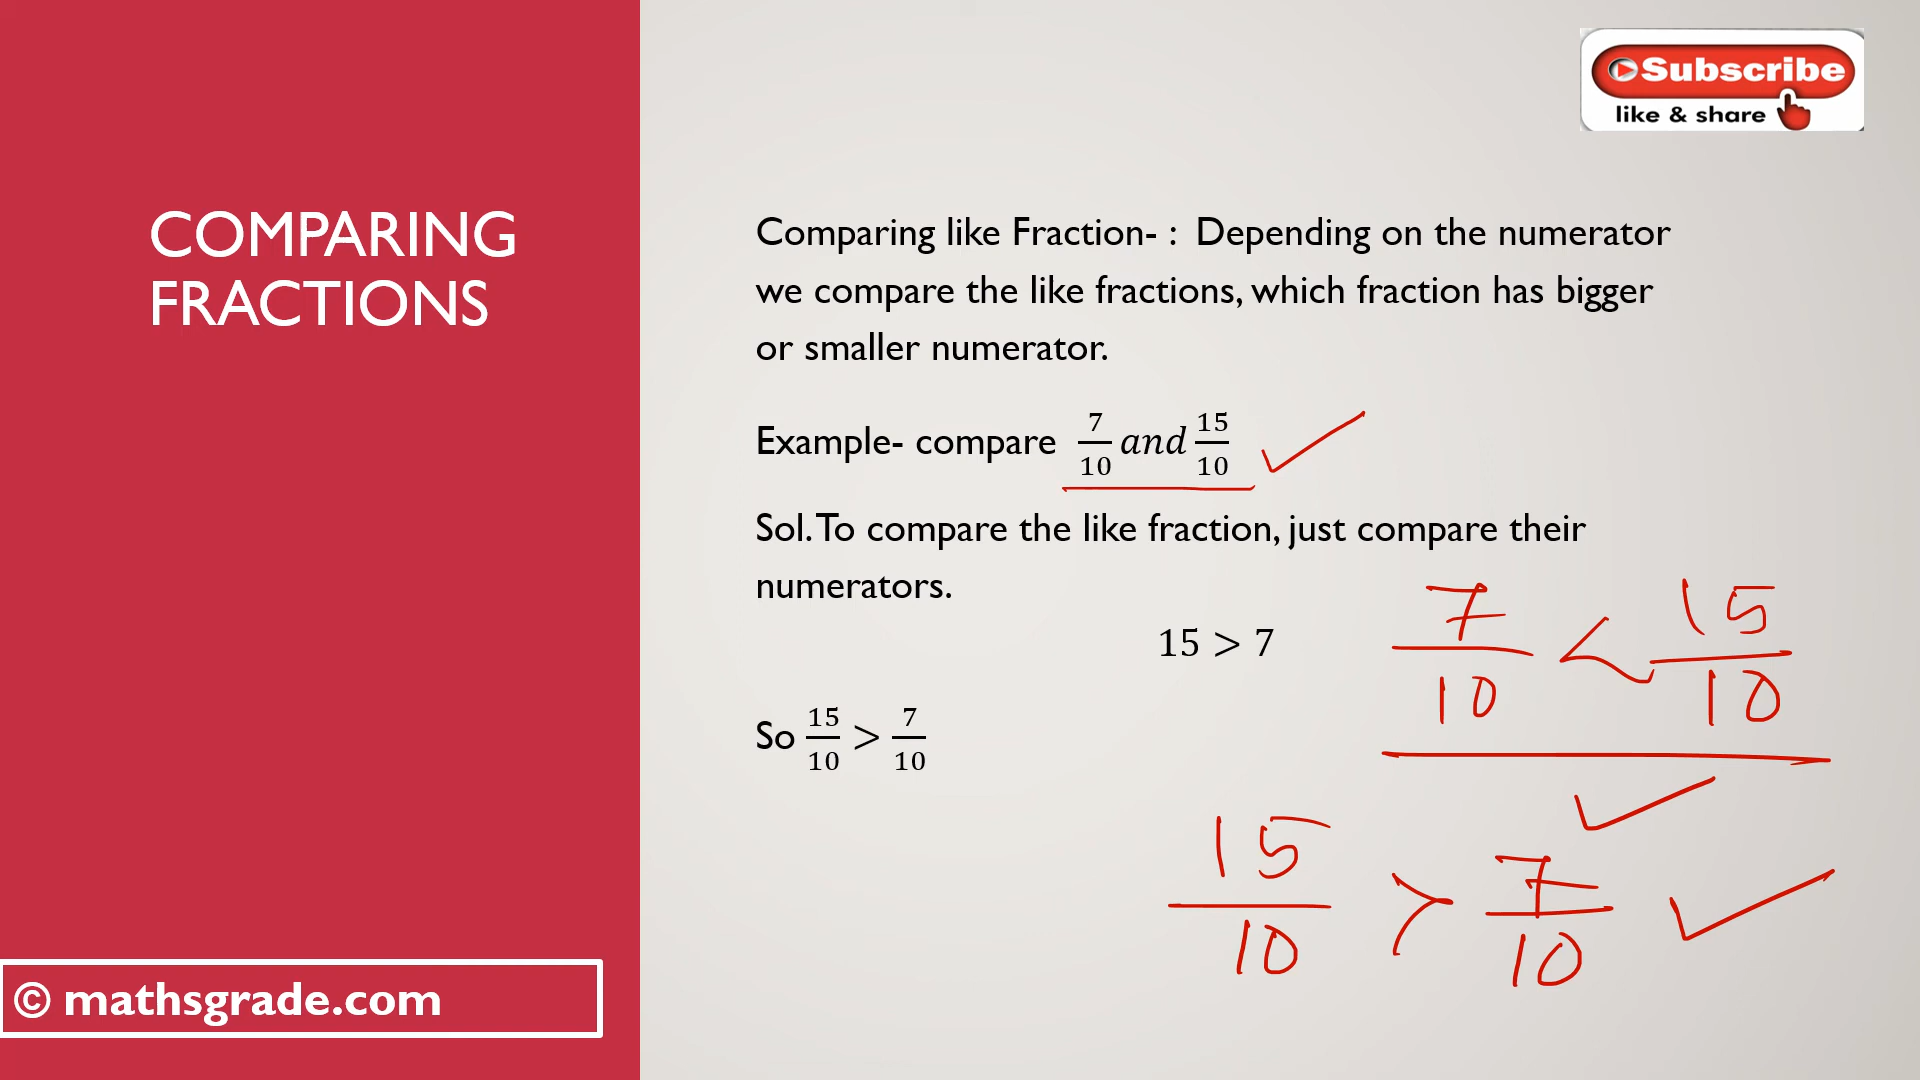 Subscribe
like & share
COMPARING
FRACTIONS
Comparing like Fraction- : Depending on the numerator
we compare the like fractions, which fraction has bigger
or smaller numerator.
Example- compare 7/10 and 15/10
Sol. To compare the like fraction, just compare their
numerators.
15 > 7
7/10 < 15/10
So 15/10 > 7/10
15/10 > 7/10
© mathsgrade.com